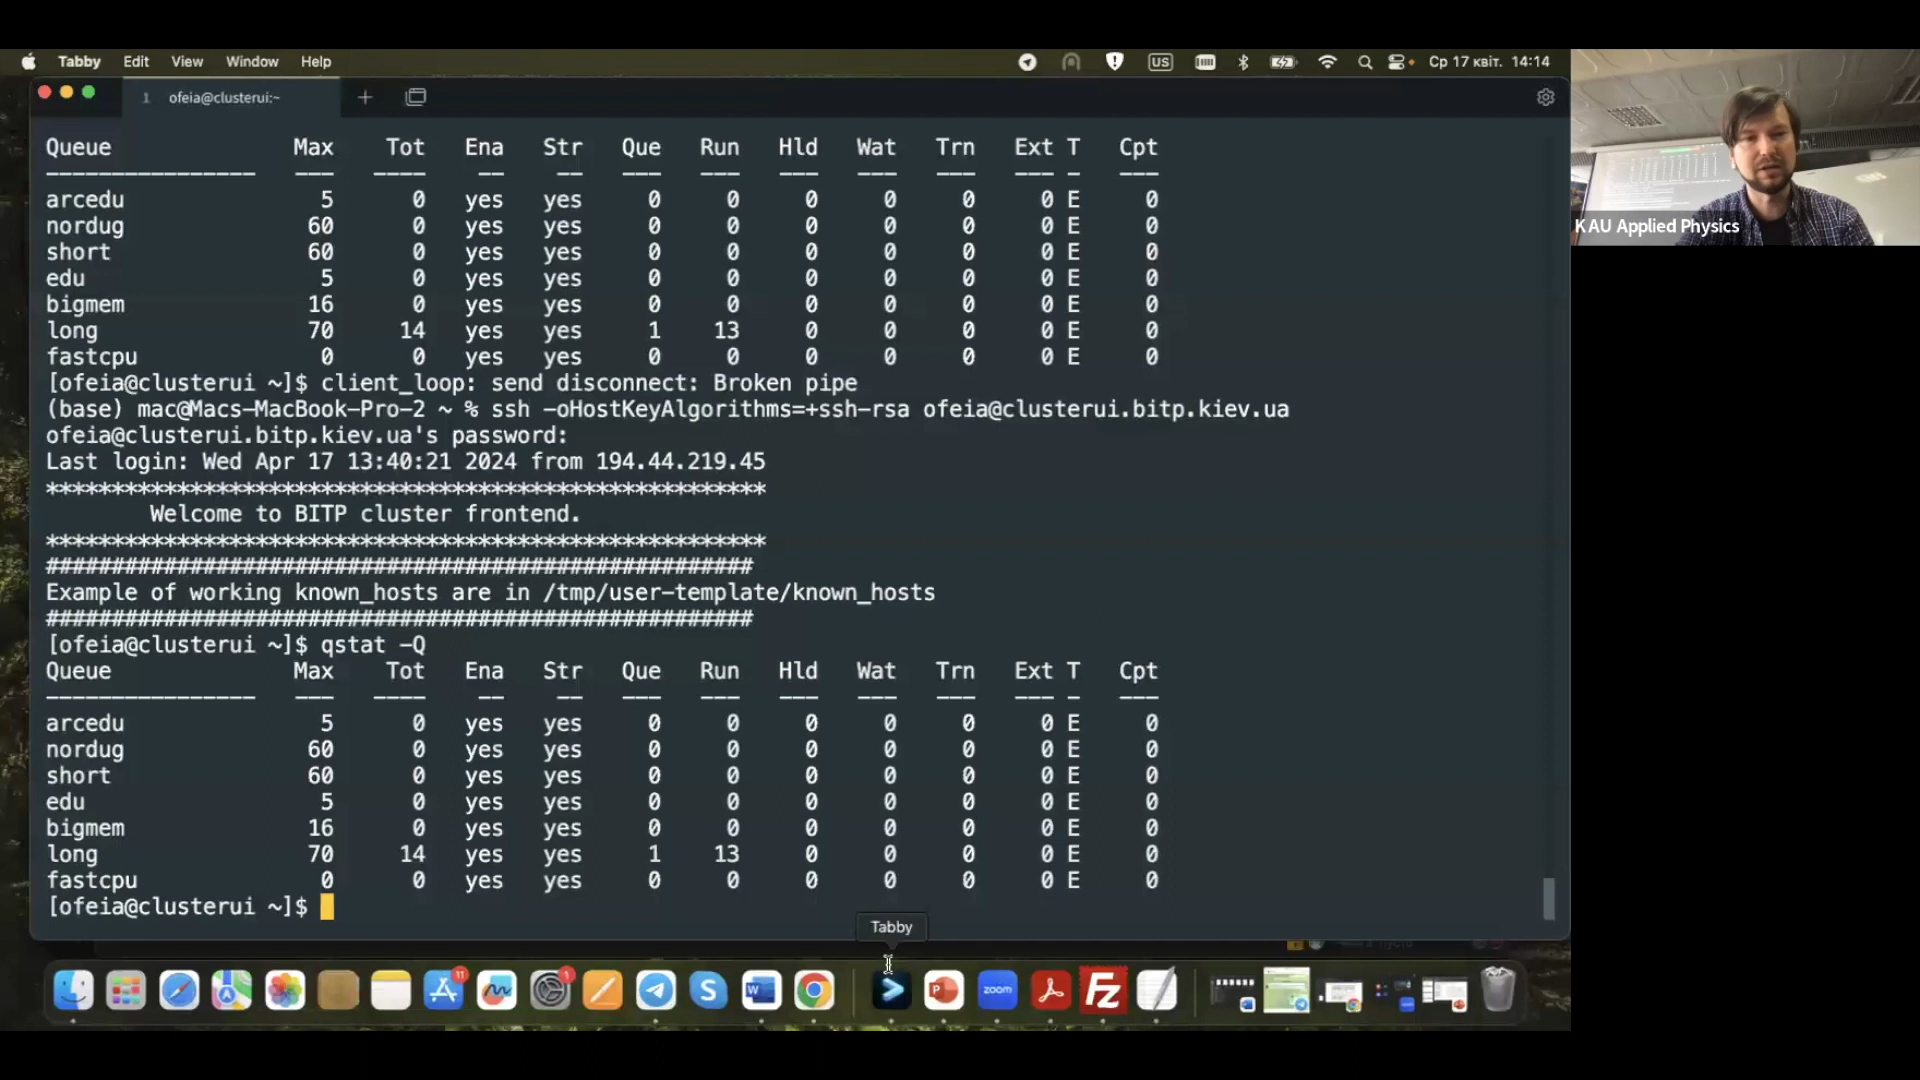 Tabby Edit View Window Help US Ср 17 квіт. 14:14
1 ofeia@clusterui:~
Queue Max Tot Ena Str Que Run Hld Wat Trn Ext T Cpt
--------------- --- ---- -- -- --- --- --- --- --- --- - ---
arcedu 5 0 yes yes 0 0 0 0 0 0 E 0
nordug 60 0 yes yes 0 0 0 0 0 0 E 0
short 60 0 yes yes 0 0 0 0 0 0 E 0
edu 5 0 yes yes 0 0 0 0 0 0 E 0
bigmem 16 0 yes yes 0 0 0 0 0 0 E 0
long 70 14 yes yes 1 13 0 0 0 0 E 0
fastcpu 0 0 yes yes 0 0 0 0 0 0 E 0
[ofeia@clusterui ~]$ client_loop: send disconnect: Broken pipe
(base) mac@Macs-MacBook-Pro-2 ~ % ssh -oHostKeyAlgorithms=+ssh-rsa ofeia@clusterui.bitp.kiev.ua
ofeia@clusterui.bitp.kiev.ua's password:
Last login: Wed Apr 17 13:40:21 2024 from 194.44.219.45
*******************************************************
Welcome to BITP cluster frontend.
*******************************************************
######################################################
Example of working known_hosts are in /tmp/user-template/known_hosts
######################################################
[ofeia@clusterui ~]$ qstat -Q
Queue Max Tot Ena Str Que Run Hld Wat Trn Ext T Cpt
--------------- --- ---- -- -- --- --- --- --- --- --- - ---
arcedu 5 0 yes yes 0 0 0 0 0 0 E 0
nordug 60 0 yes yes 0 0 0 0 0 0 E 0
short 60 0 yes yes 0 0 0 0 0 0 E 0
edu 5 0 yes yes 0 0 0 0 0 0 E 0
bigmem 16 0 yes yes 0 0 0 0 0 0 E 0
long 70 14 yes yes 1 13 0 0 0 0 E 0
fastcpu 0 0 yes yes 0 0 0 0 0 0 E 0
[ofeia@clusterui ~]$
Tabby
11 1 W P zoom Fz
KAU Applied Physics